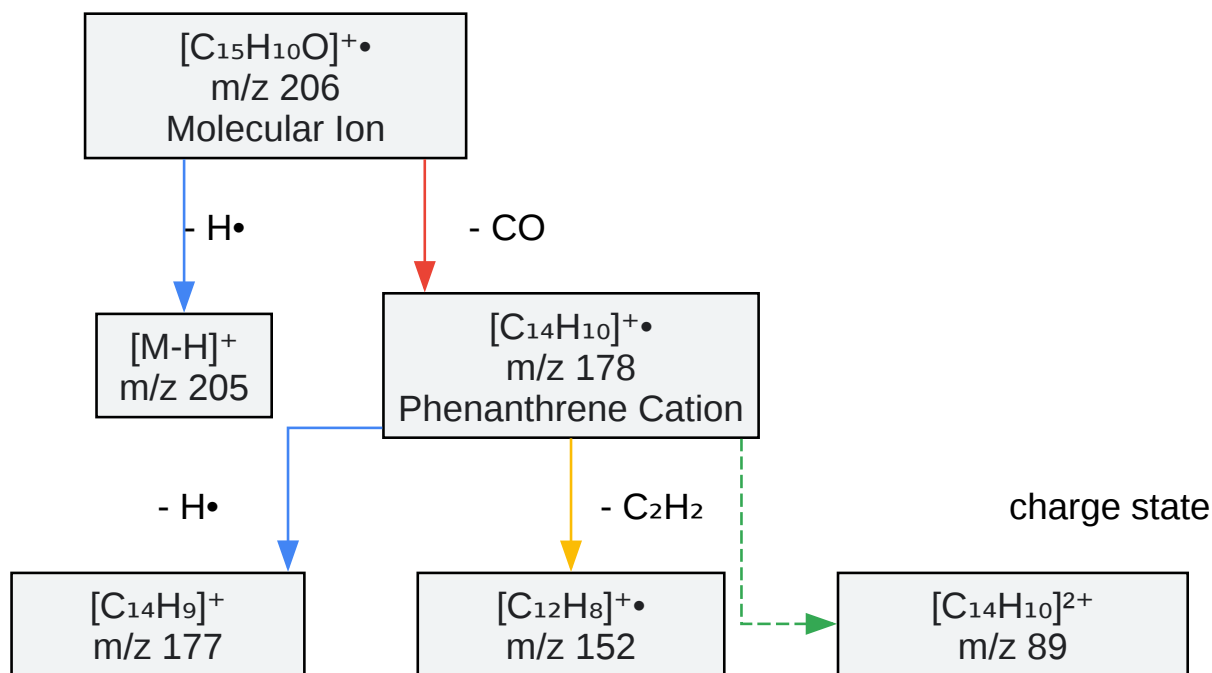 [C₁₅H₁₀O]⁺•
m/z 206
Molecular Ion
- H•
- CO
[M-H]⁺
m/z 205
[C₁₄H₁₀]⁺•
m/z 178
Phenanthrene Cation
- H•
- C₂H₂
charge state
[C₁₄H₉]⁺
m/z 177
[C₁₂H₈]⁺•
m/z 152
[C₁₄H₁₀]²⁺
m/z 89